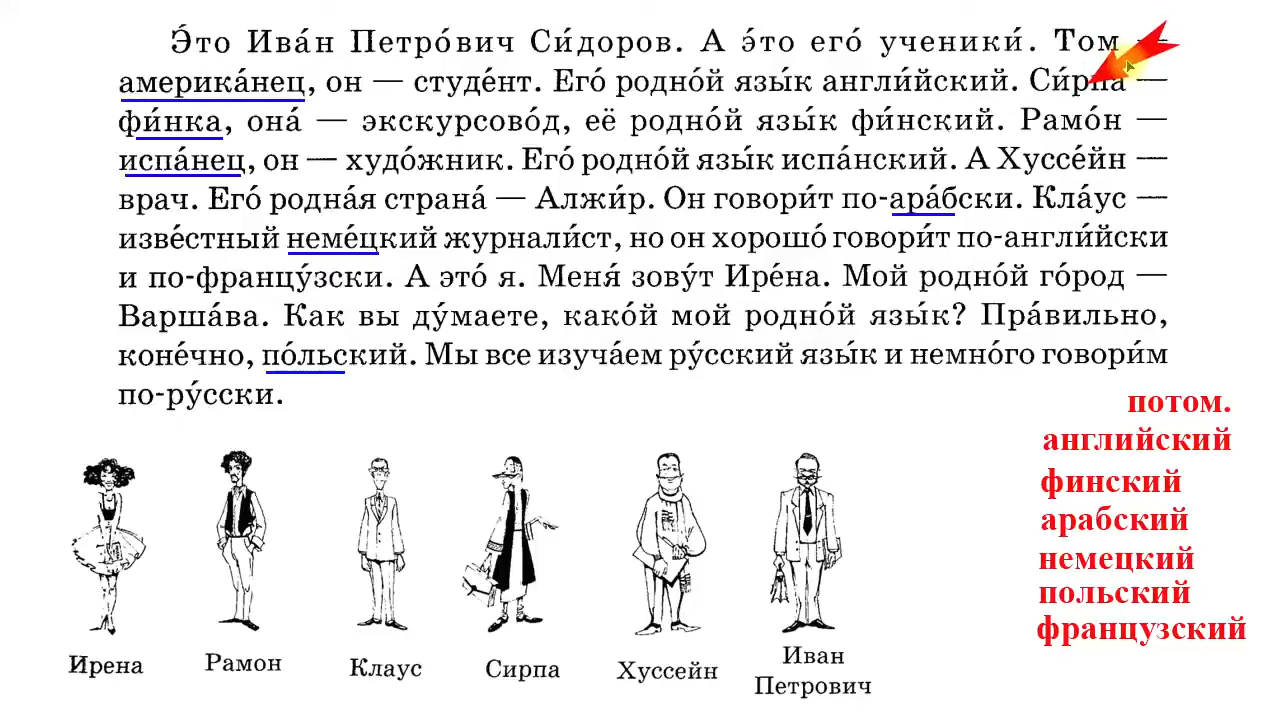 Э́то Ива́н Петро́вич Си́доров. А э́то его́ ученики́. Том —
америка́нец, он — студе́нт. Его́ родно́й язы́к англи́йский. Си́рпа —
фи́нка, она́ — экскурсово́д, её родно́й язы́к фи́нский. Рамо́н —
испа́нец, он — худо́жник. Его́ родно́й язы́к испа́нский. А Хуссе́йн —
врач. Его́ родна́я страна́ — Алжи́р. Он говори́т по-ара́бски. Кла́ус —
изве́стный неме́цкий журнали́ст, но он хорошо́ говори́т по-англи́йски
и по-францу́зски. А это́ я. Меня́ зову́т Ире́на. Мой родно́й го́род —
Варша́ва. Как вы ду́маете, како́й мой родно́й язы́к? Пра́вильно,
коне́чно, по́льский. Мы все изуча́ем ру́сский язы́к и немно́го говори́м
по-ру́сски.
потом.
английский
финский
арабский
немецкий
польский
французский
Ирена
Рамон
Клаус
Сирпа
Хуссейн
Иван
Петрович